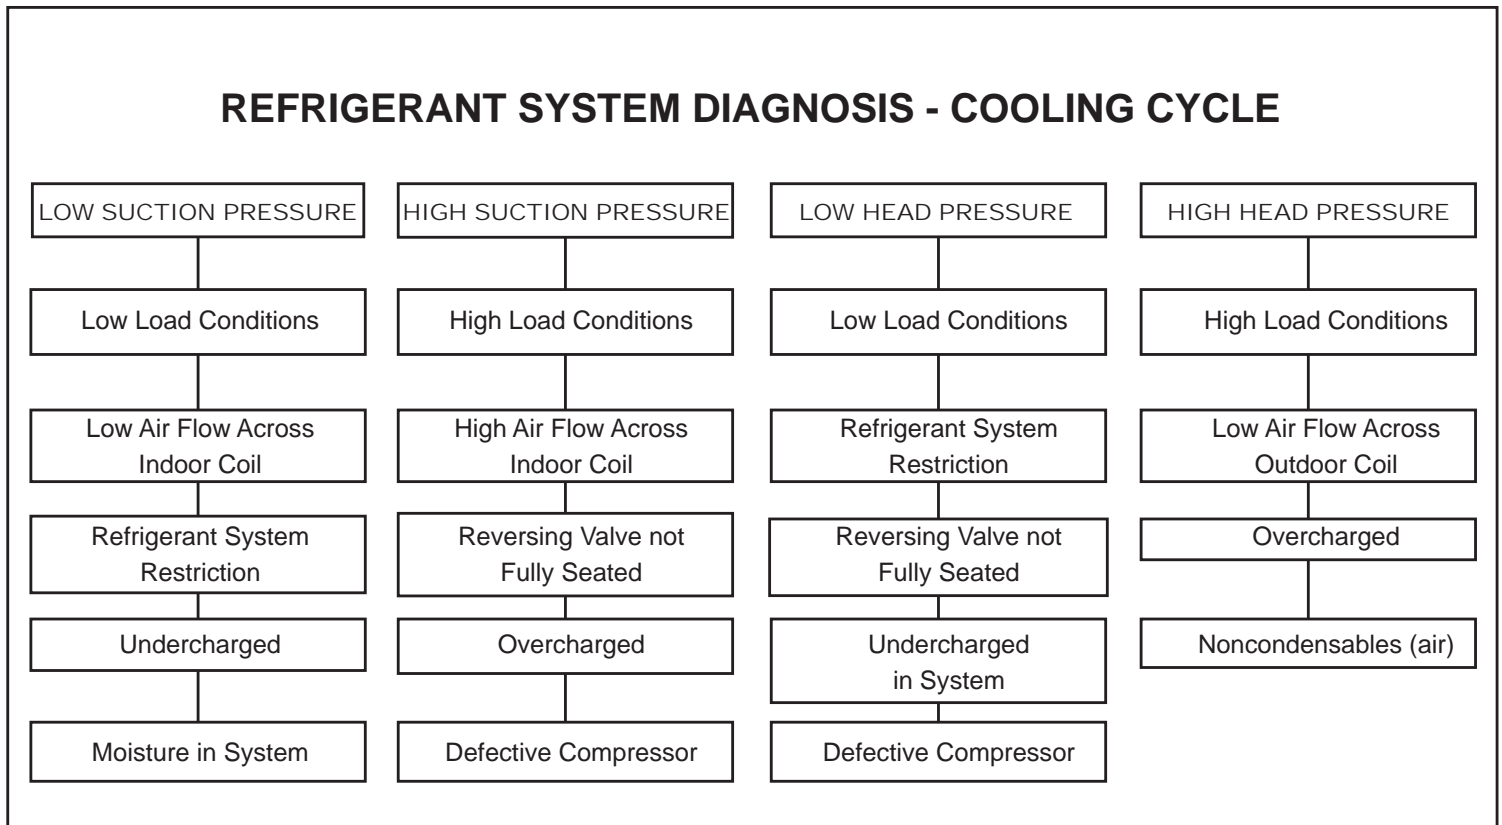 REFRIGERANT SYSTEM DIAGNOSIS - COOLING CYCLE
LOW SUCTION PRESSURE
Low Load Conditions
Low Air Flow Across
Indoor Coil
Refrigerant System
Restriction
Undercharged
Moisture in System
HIGH SUCTION PRESSURE
High Load Conditions
High Air Flow Across
Indoor Coil
Reversing Valve not
Fully Seated
Overcharged
Defective Compressor
LOW HEAD PRESSURE
Low Load Conditions
Refrigerant System
Restriction
Reversing Valve not
Fully Seated
Undercharged
in System
Defective Compressor
HIGH HEAD PRESSURE
High Load Conditions
Low Air Flow Across
Outdoor Coil
Overcharged
Noncondensables (air)